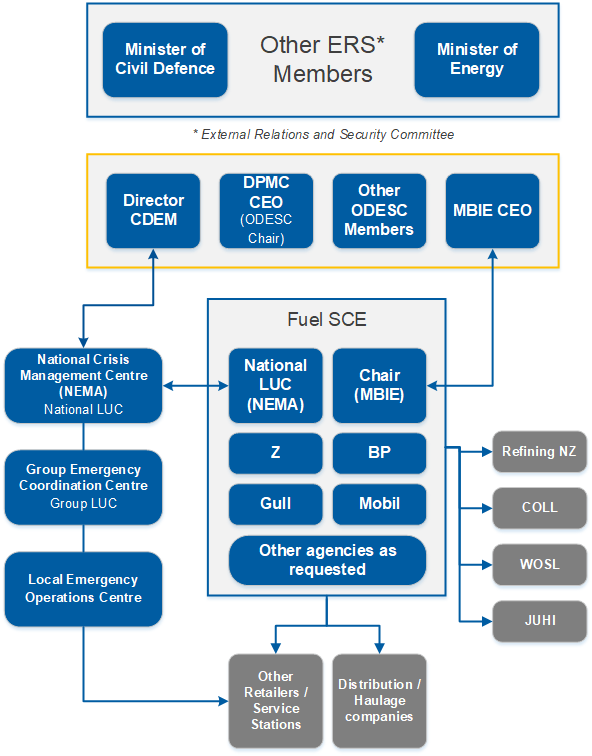 Minister of
Civil Defence
Other ERS*
Members
Minister of
Energy
* External Relations and Security Committee
Director
CDEM
DPMC
CEO
(ODESC
Chair)
Other
ODESC
Members
MBIE CEO
Fuel SCE
National Crisis
Management Centre
(NEMA)
National LUC
National
LUC
(NEMA)
Chair
(MBIE)
Group Emergency
Coordination Centre
Group LUC
Z
BP
Gull
Mobil
Other agencies as
requested
Local Emergency
Operations Centre
Refining NZ
COLL
WOSL
JUHI
Other
Retailers /
Service
Stations
Distribution /
Haulage
companies